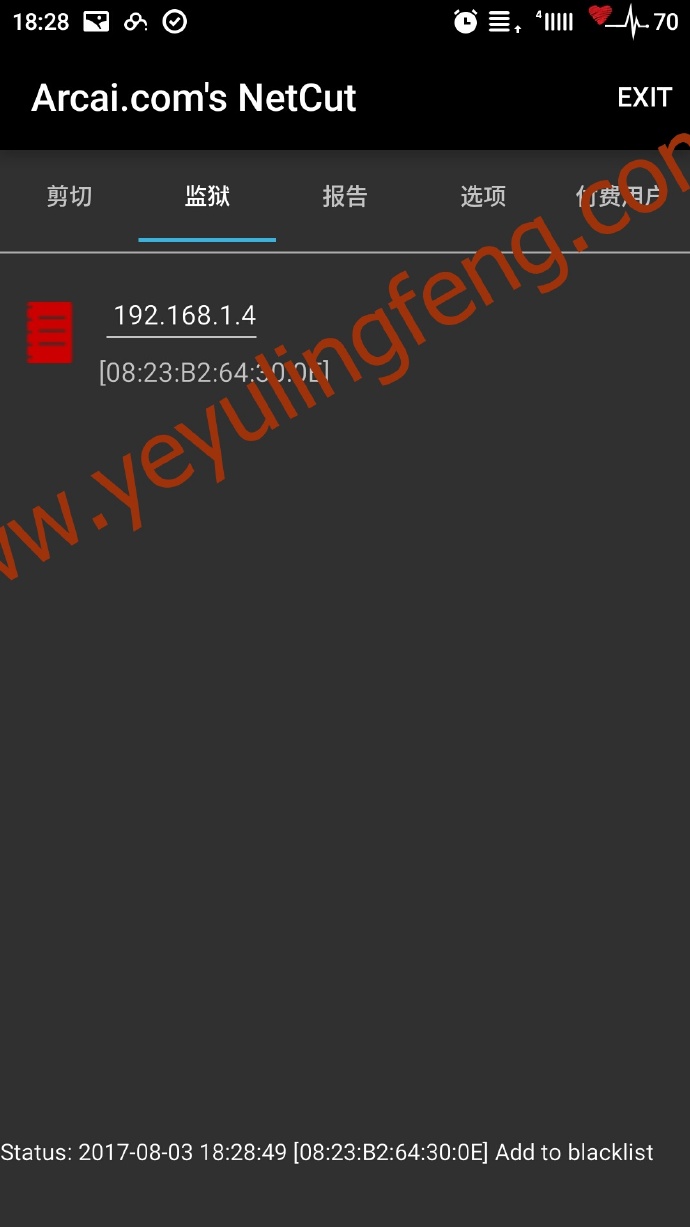 18:28
4
70
Arcai.com's NetCut
EXIT
剪切 监狱 报告 选项 付费用户
192.168.1.4
[08:23:B2:64:30:0E]
w.yeyulingfeng.con
Status: 2017-08-03 18:28:49 [08:23:B2:64:30:0E] Add to blacklist